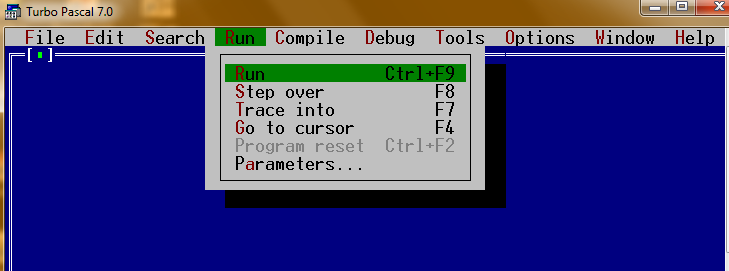 Turbo Pascal 7.0
File Edit Search Run Compile Debug Tools Options Window Help
Run Ctrl+F9
Step over F8
Trace into F7
Go to cursor F4
Program reset Ctrl+F2
Parameters...